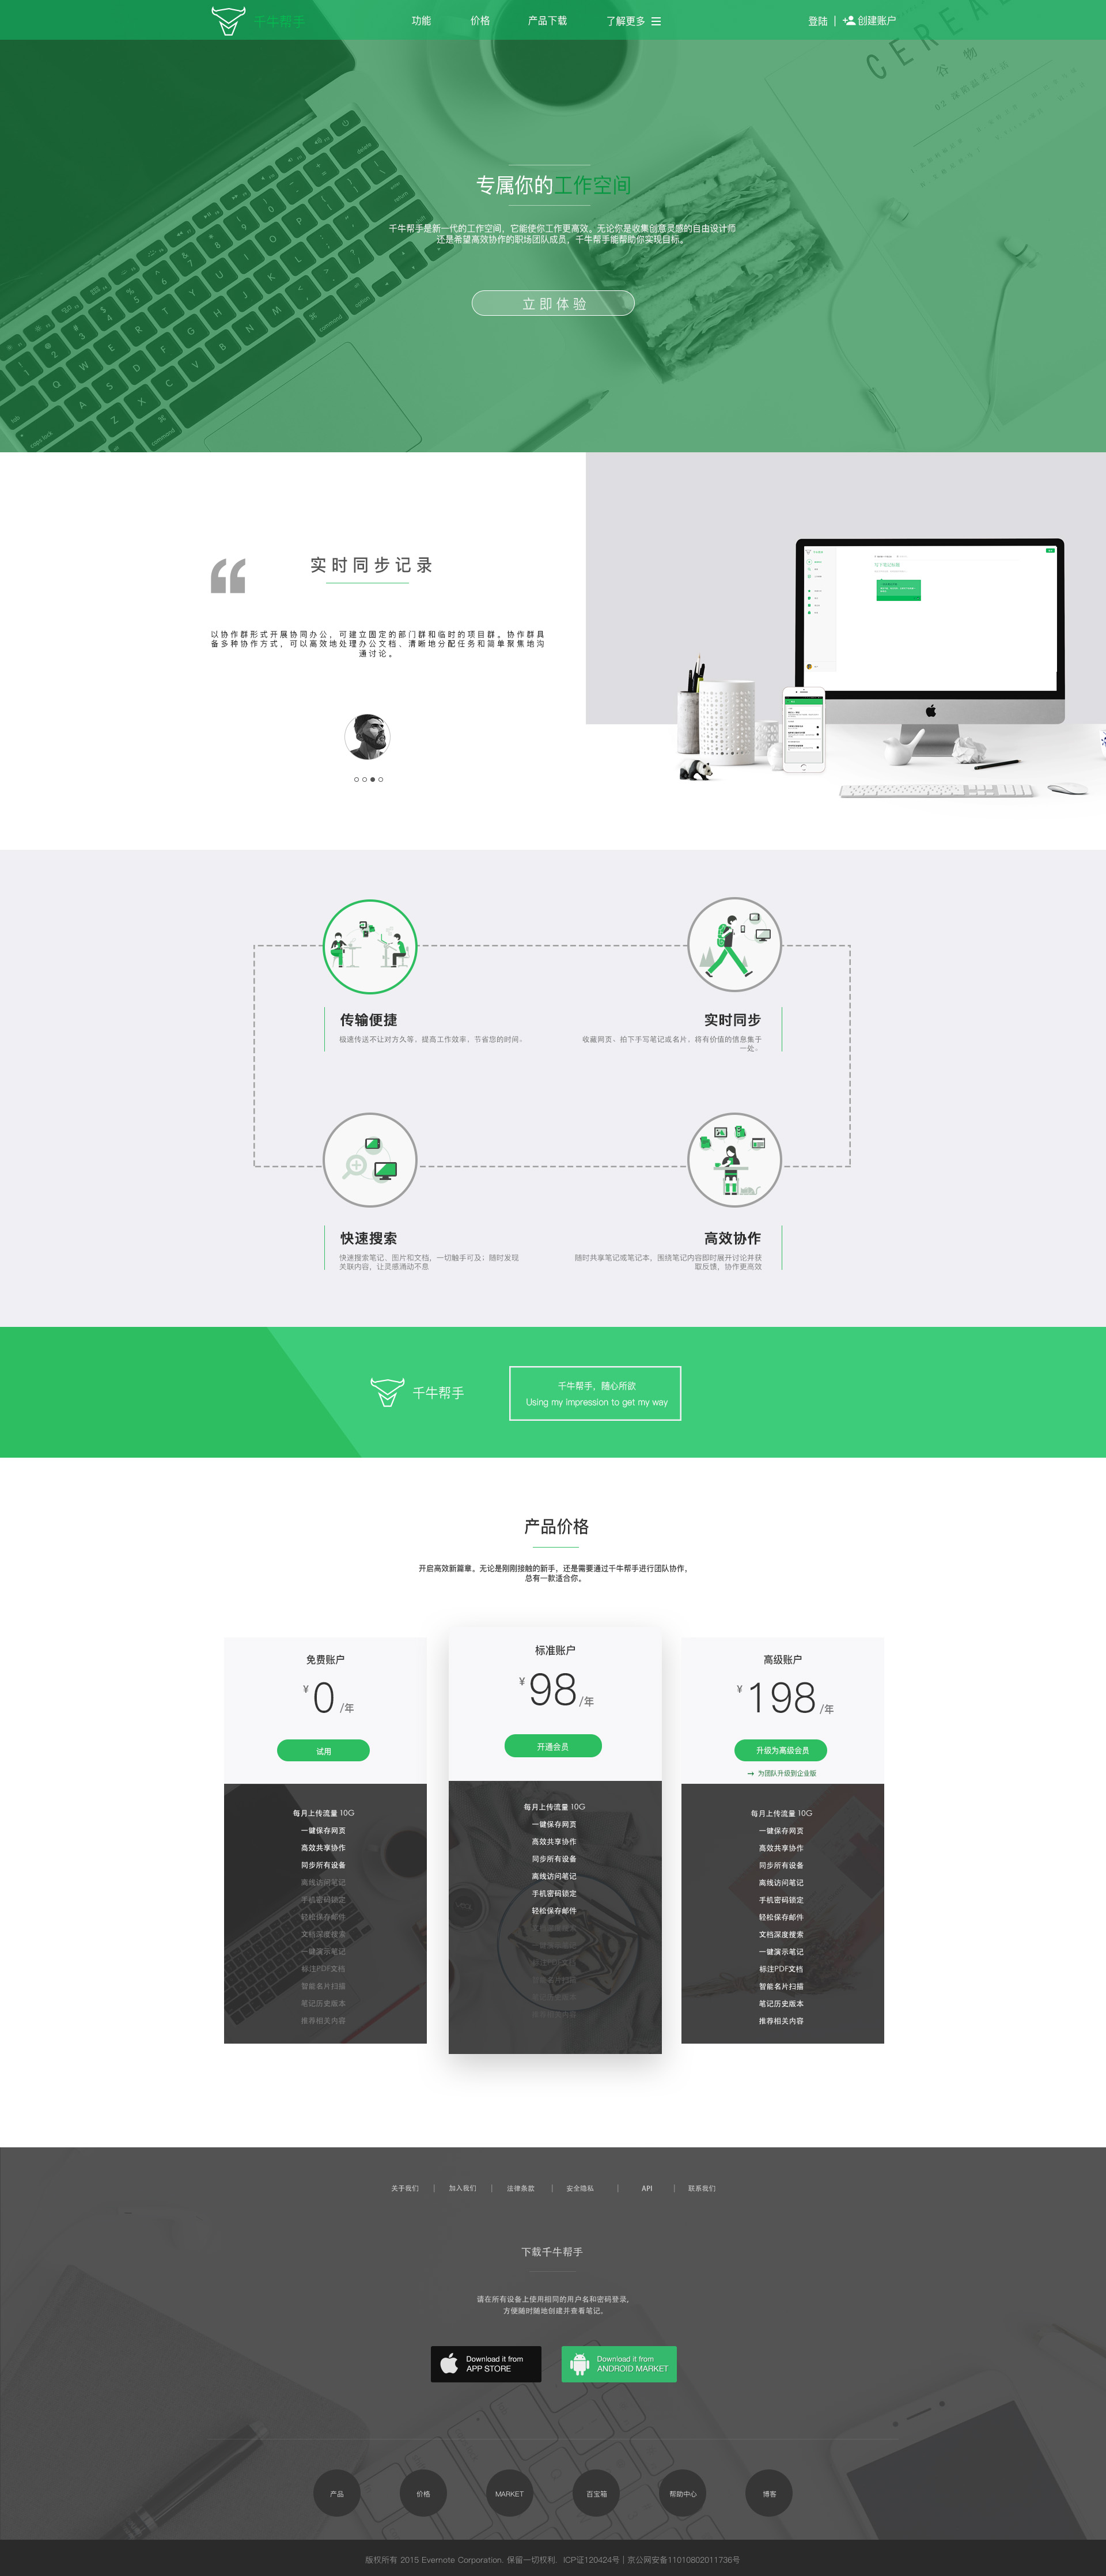 千牛帮手
功能
价格
产品下载
了解更多
登陆
创建账户
CEREAL
谷 物
专属你的工作空间
千牛帮手是新一代的工作空间，它能使你工作更高效。无论你是收集创意灵感的自由设计师
还是希望高效协作的职场团队成员，千牛帮手能帮助你实现目标。
立即体验
实时同步记录
以协作群形式开展协同办公，可建立固定的部门群和临时的项目群。协作群具
备多种协作方式，可以高效地处理办公文档、清晰地分配任务和简单聚焦地沟
通讨论。
传输便捷
极速传送不让对方久等，提高工作效率，节省您的时间。
实时同步
收藏网页、拍下手写笔记或名片，将有价值的信息集于
一处。
快速搜索
快速搜索笔记、图片和文档，一切触手可及；随时发现
关联内容，让灵感涌动不息
高效协作
随时共享笔记或笔记本，围绕笔记内容即时展开讨论并获
取反馈，协作更高效
千牛帮手
千牛帮手，随心所欲
Using my impression to get my way
产品价格
开启高效新篇章。无论是刚刚接触的新手，还是需要通过千牛帮手进行团队协作，
总有一款适合你。
免费账户
¥ 0 /年
试用
每月上传流量 10G
一键保存网页
高效共享协作
同步所有设备
离线访问笔记
手机密码锁定
轻松保存邮件
文档深度搜索
一键演示笔记
标注PDF文档
智能名片扫描
笔记历史版本
推荐相关内容
标准账户
¥ 98 /年
开通会员
每月上传流量 10G
一键保存网页
高效共享协作
同步所有设备
离线访问笔记
手机密码锁定
轻松保存邮件
一键演示笔记
标注PDF文档
智能名片扫描
笔记历史版本
推荐相关内容
高级账户
¥ 198 /年
升级为高级会员
→ 为团队升级到企业版
每月上传流量 10G
一键保存网页
高效共享协作
同步所有设备
离线访问笔记
手机密码锁定
轻松保存邮件
文档深度搜索
一键演示笔记
标注PDF文档
智能名片扫描
笔记历史版本
推荐相关内容
关于我们
加入我们
法律条款
安全隐私
API
联系我们
下载千牛帮手
请在所有设备上使用相同的用户名和密码登录，
方便随时随地创建并查看笔记。
Download it from
APP STORE
Download it from
ANDROID MARKET
产品
价格
MARKET
百宝箱
帮助中心
博客
版权所有 2015 Evernote Corporation. 保留一切权利. ICP证120424号 | 京公网安备11010802011736号